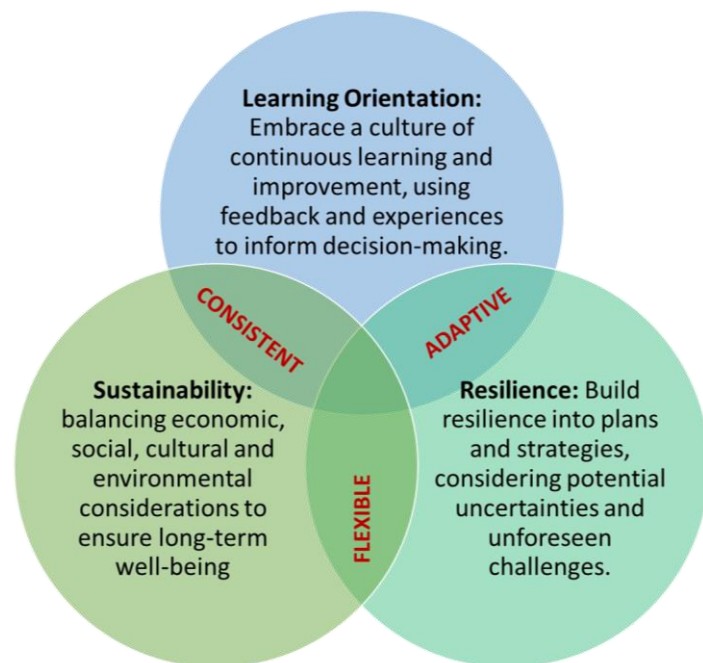 Learning Orientation:
Embrace a culture of
continuous learning and
improvement, using
feedback and experiences
to inform decision-making.
CONSISTENT
ADAPTIVE
Sustainability:
balancing economic,
social, cultural and
environmental
considerations to
ensure long-term
well-being
FLEXIBLE
Resilience: Build
resilience into plans
and strategies,
considering potential
uncertainties and
unforeseen
challenges.